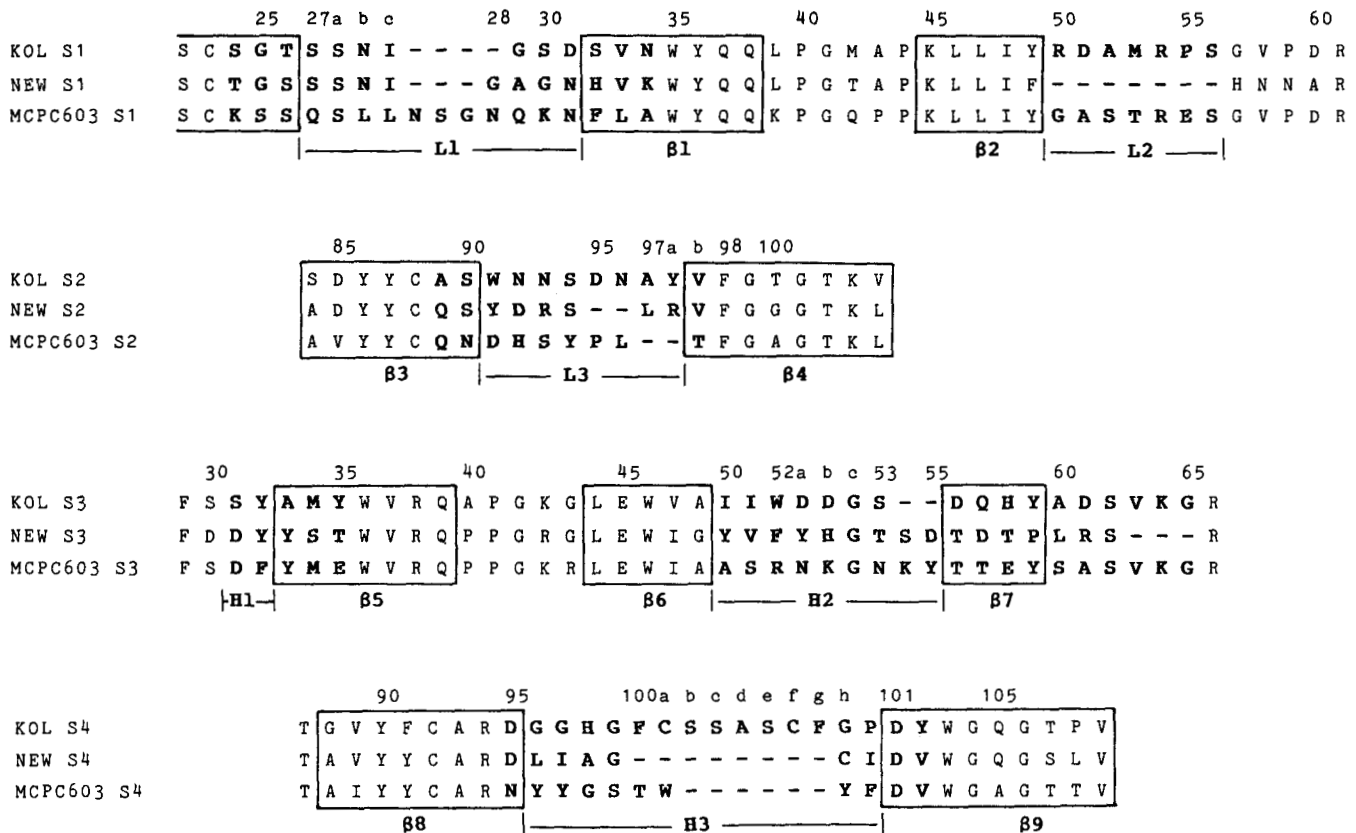 25 27a b c 28 30 35 40 45 50 55 60
KOL S1 S C S G T S S N I - - - - G S D S V N W Y Q Q L P G M A P K L L I Y R D A M R P S G V P D R
NEW S1 S C T G S S S N I - - - G A G N H V K W Y Q Q L P G T A P K L L I F - - - - - - - H N N A R
MCPC603 S1 S C K S S Q S L L N S G N Q K N F L A W Y Q Q K P G Q P P K L L I Y G A S T R E S G V P D R
L1 β1 β2 L2
85 90 95 97a b 98 100
KOL S2 S D Y Y C A S W N N S D N A Y V F G T G T K V
NEW S2 A D Y Y C Q S Y D R S - - L R V F G G G T K L
MCPC603 S2 A V Y Y C Q N D H S Y P L - - T F G A G T K L
β3 L3 β4
30 35 40 45 50 52a b c 53 55 60 65
KOL S3 F S S Y A M Y W V R Q A P G K G L E W V A I I W D D G S - - D Q H Y A D S V K G R
NEW S3 F D D Y Y S T W V R Q P P G R G L E W I G Y V F Y H G T S D T D T P L R S - - - R
MCPC603 S3 F S D F Y M E W V R Q P P G K R L E W I A A S R N K G N K Y T T E Y S A S V K G R
H1 β5 β6 H2 β7
90 95 100a b c d e f g h 101 105
KOL S4 T G V Y F C A R D G G H G F C S S A S C F G P D Y W G Q G T P V
NEW S4 T A V Y Y C A R D L I A G - - - - - - - - C I D V W G Q G S L V
MCPC603 S4 T A I Y Y C A R N Y Y G S T W - - - - - - Y F D V W G A G T T V
β8 H3 β9